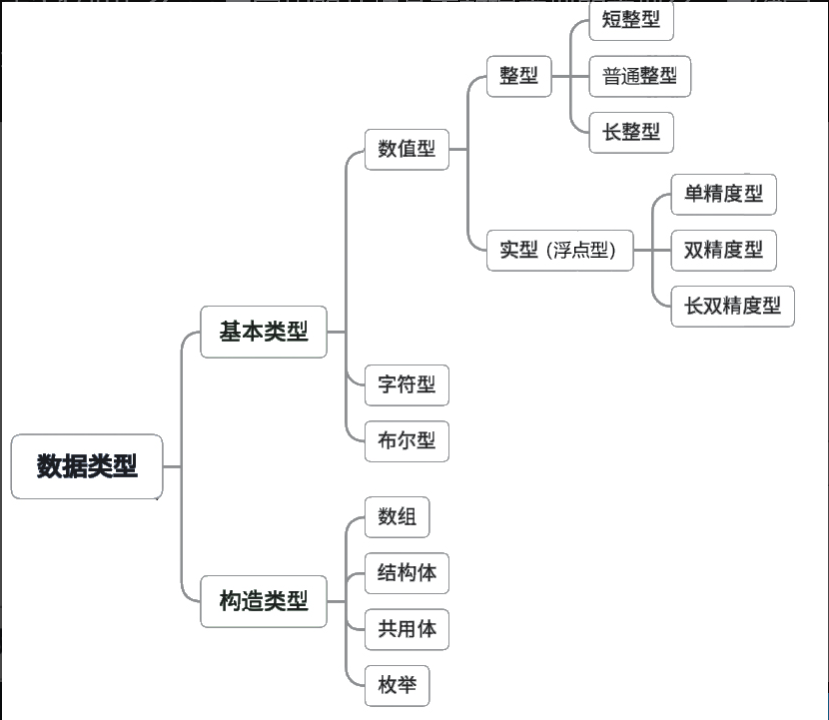 数据类型
基本类型
数值型
整型
短整型
普通整型
长整型
实型（浮点型）
单精度型
双精度型
长双精度型
字符型
布尔型
构造类型
数组
结构体
共用体
枚举